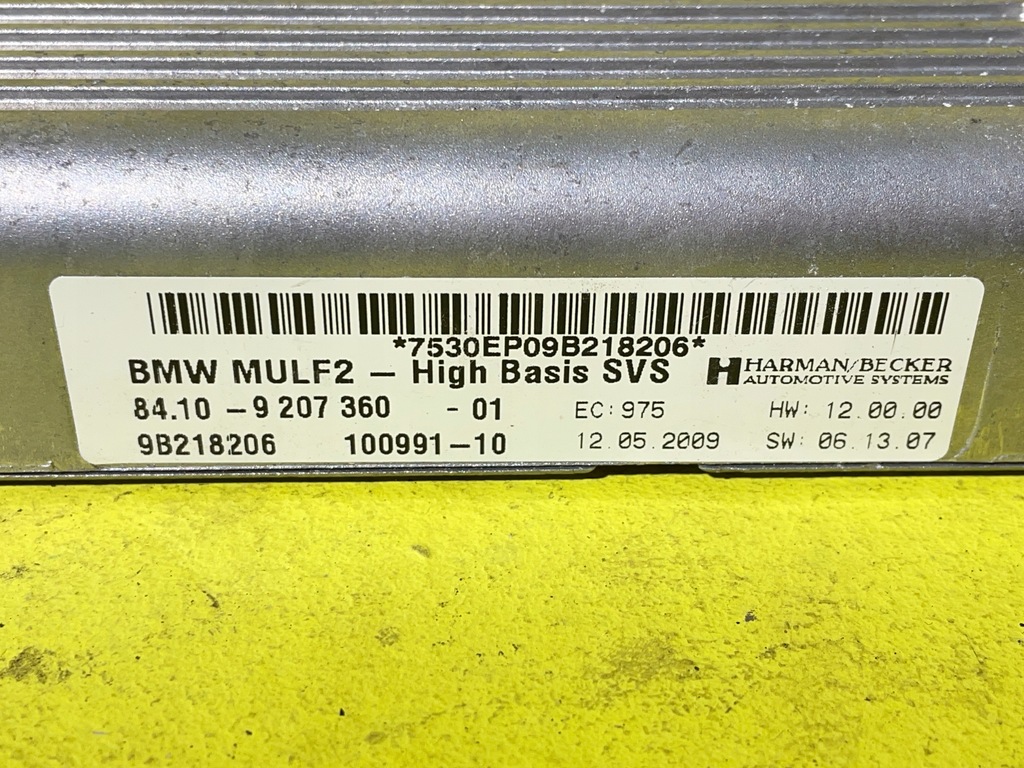 *7530EP09B218206*
BMW MULF2 – High Basis SVS
HARMAN/BECKER
AUTOMOTIVE SYSTEMS
84.10 -9 207 360 - 01 EC: 975 HW: 12.00.00
9B218206 100991-10 12.05.2009 SW: 06.13.07